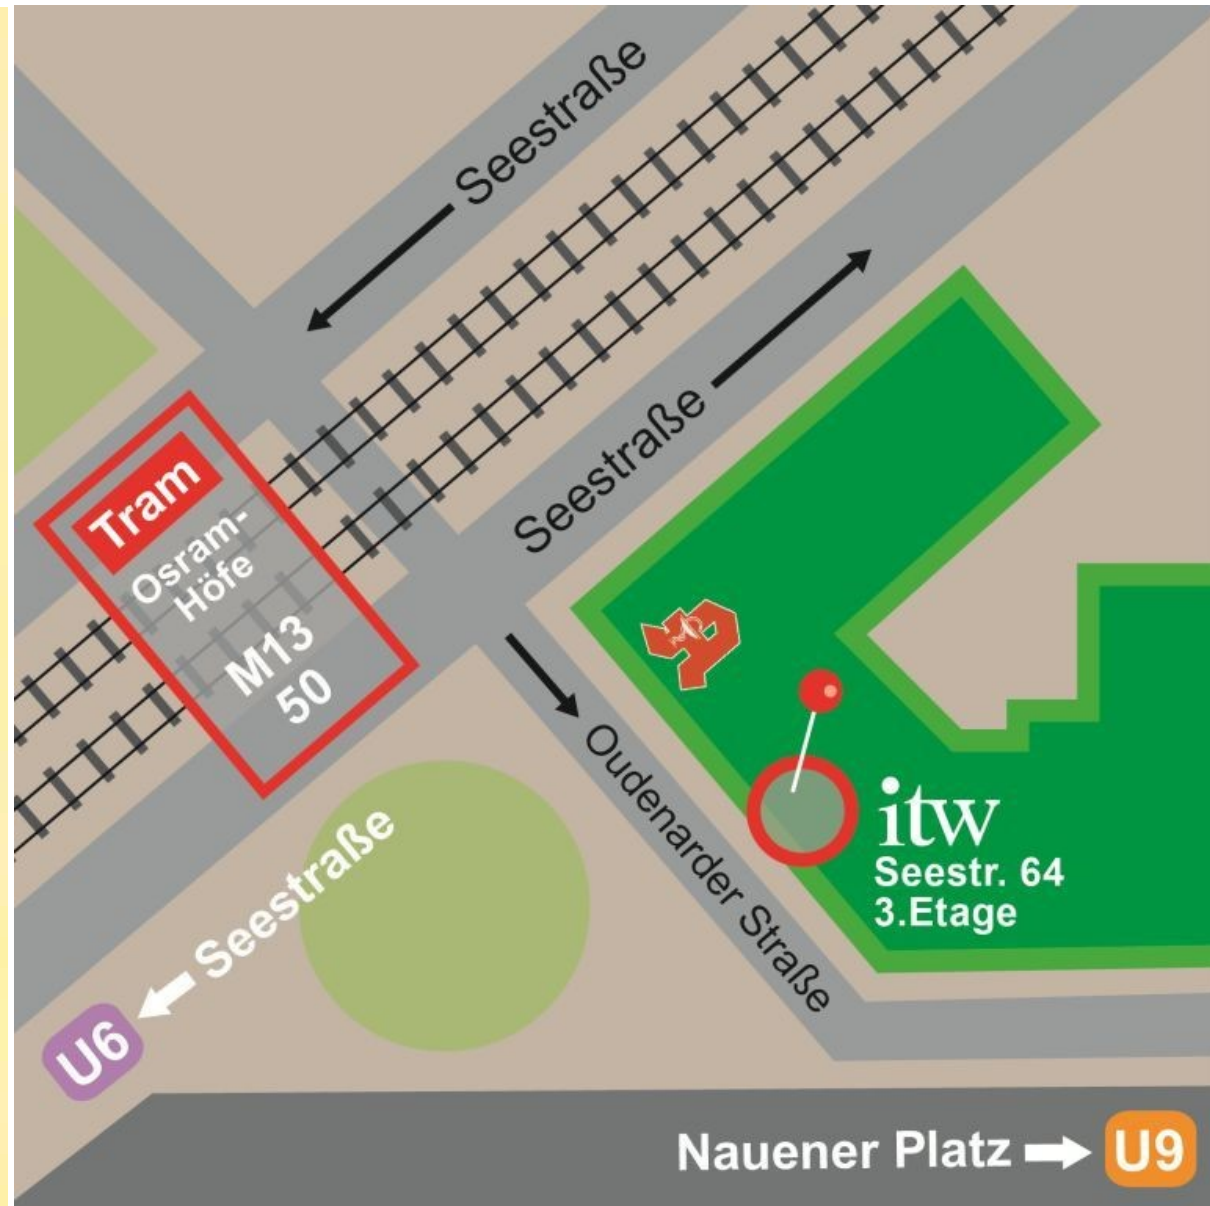 Seestraße
Seestraße
Tram
Osram-
Höfe
M13
50
Oudenarder Straße
itw
Seestr. 64
3.Etage
Seestraße
U6
Nauener Platz
U9